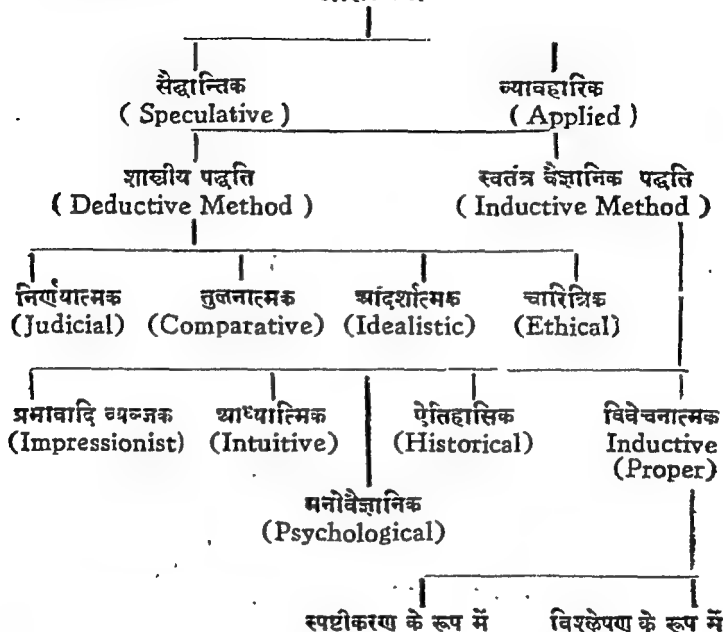 सैद्धान्तिक व्यावहारिक
( Speculative ) ( Applied )
शास्त्रीय पद्धति स्वतंत्र वैज्ञानिक पद्धति
( Deductive Method ) ( Inductive Method )
निर्णयात्मक तुलनात्मक आदर्शात्मक चारित्रिक
(Judicial) (Comparative) (Idealistic) (Ethical)
प्रभावादि व्यञ्जक आध्यात्मिक ऐतिहासिक विवेचनात्मक
(Impressionist) (Intuitive) (Historical) Inductive
(Proper)
मनोवैज्ञानिक
(Psychological)
स्पष्टीकरण के रूप में विश्लेषण के रूप में